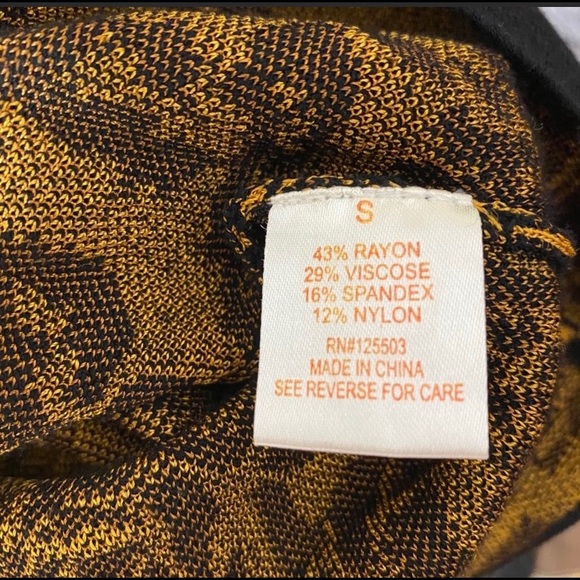 S
43% RAYON
29% VISCOSE
16% SPANDEX
12% NYLON
RN#125503
MADE IN CHINA
SEE REVERSE FOR CARE